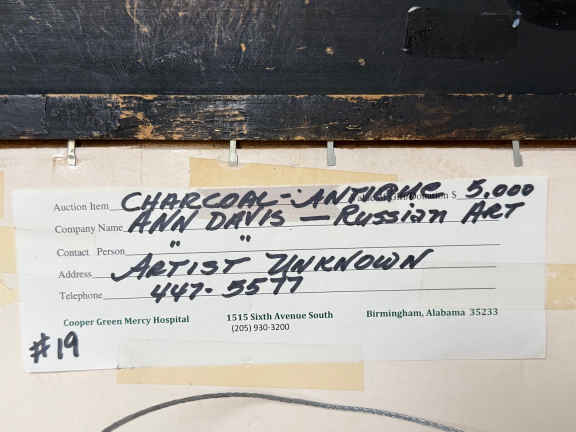 Auction Item CHARCOAL - ANTIQUE $ 5,000
Company Name ANN DAVIS — Russian ART
Contact Person " "
Address ARTIST UNKNOWN
Telephone 447-5577
Cooper Green Mercy Hospital 1515 Sixth Avenue South Birmingham, Alabama 35233
(205) 930-3200
#19